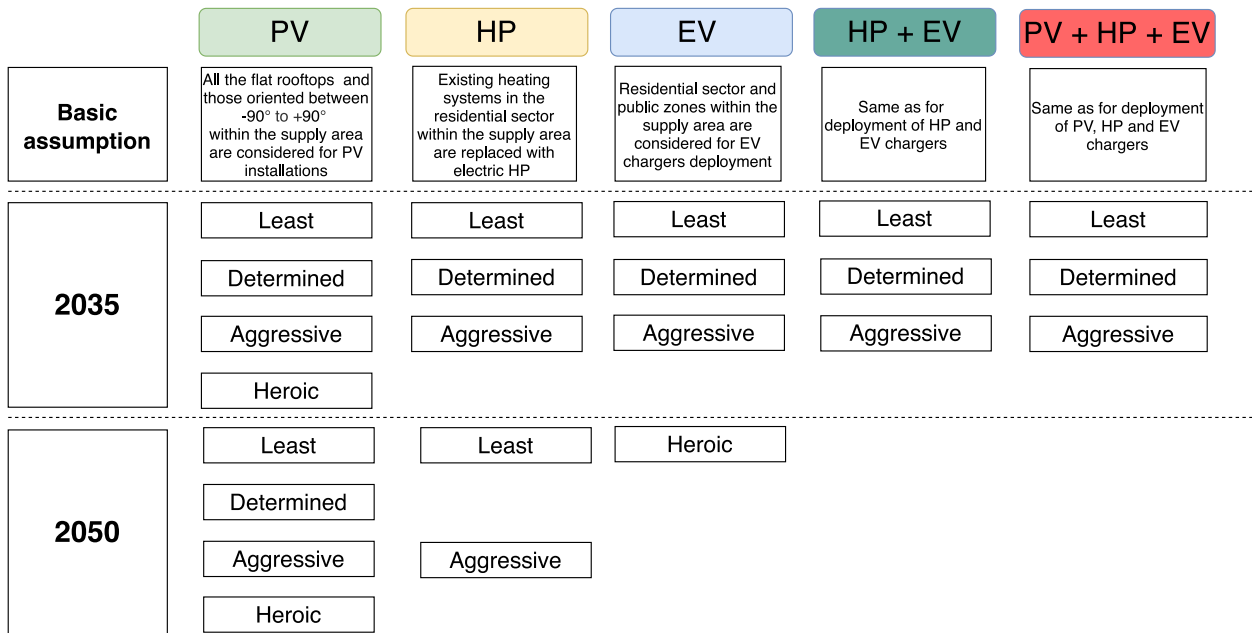 PV
HP
EV
HP + EV
PV + HP + EV
Basic
assumption
All the flat rooftops and
those oriented between
-90° to +90°
within the supply area
are considered for PV
installations
Existing heating
systems in the
residential sector
within the supply area
are replaced with
electric HP
Residential sector and
public zones within the
supply area are
considered for EV
chargers deployment
Same as for
deployment of HP and
EV chargers
Same as for deployment
of PV, HP and EV
chargers
2035
Least
Least
Least
Least
Least
Determined
Determined
Determined
Determined
Determined
Aggressive
Aggressive
Aggressive
Aggressive
Aggressive
Heroic
2050
Least
Least
Heroic
Determined
Aggressive
Aggressive
Heroic